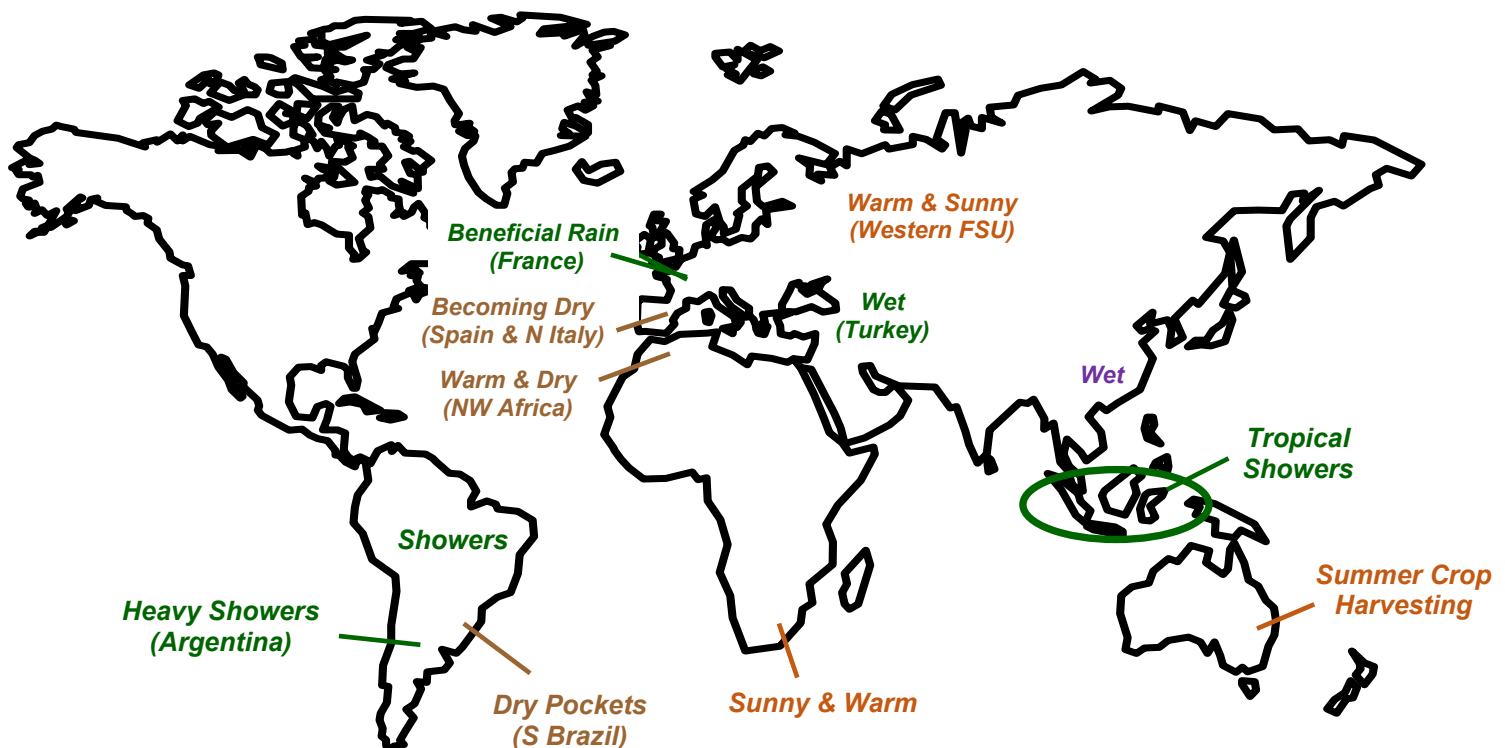 Warm & Sunny
(Western FSU)
Beneficial Rain
(France)
Becoming Dry
(Spain & N Italy)
Wet
(Turkey)
Warm & Dry
(NW Africa)
Wet
Tropical
Showers
Showers
Summer Crop
Harvesting
Heavy Showers
(Argentina)
Dry Pockets
(S Brazil)
Sunny & Warm